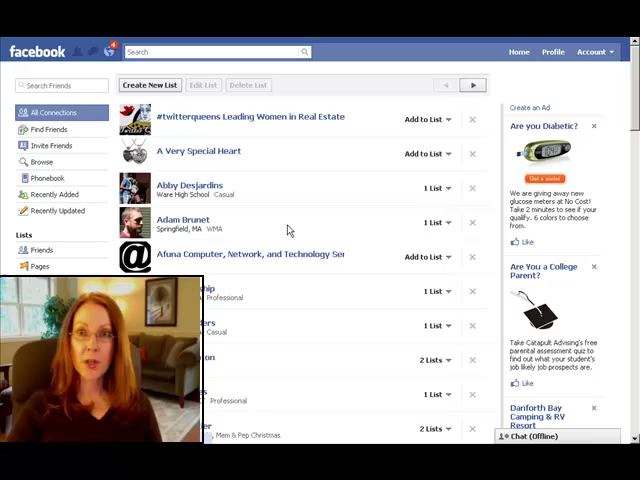 facebook
4
Search
Home
Profile
Account
Search Friends
Create New List
Edit List
Delete List
All Connections
Find Friends
Invite Friends
Browse
Phonebook
Recently Added
Recently Updated
Lists
Friends
Pages
#twitterqueens Leading Women in Real Estate
Add to List
A Very Special Heart
Add to List
Abby Desjardins
Ware High School Casual
1 List
Adam Brunet
Springfield, MA WMA
1 List
@
Afuna Computer, Network, and Technology Ser
Add to List
Professional
1 List
Casual
1 List
2 Lists
Professional
1 List
Mem & Pep Christmas
2 Lists
Create an Ad
Are you Diabetic?
Get a meter
We are giving away new
glucose meters at No Cost!
Take 2 minutes to see if your
qualify. 6 colors to choose
from.
Like
Are You a College
Parent?
Take Catapult Advising's free
parental assessment quiz to
find out what your student's
job likely job prospects are.
Like
Danforth Bay
Camping & RV
Resort
Chat (Offline)